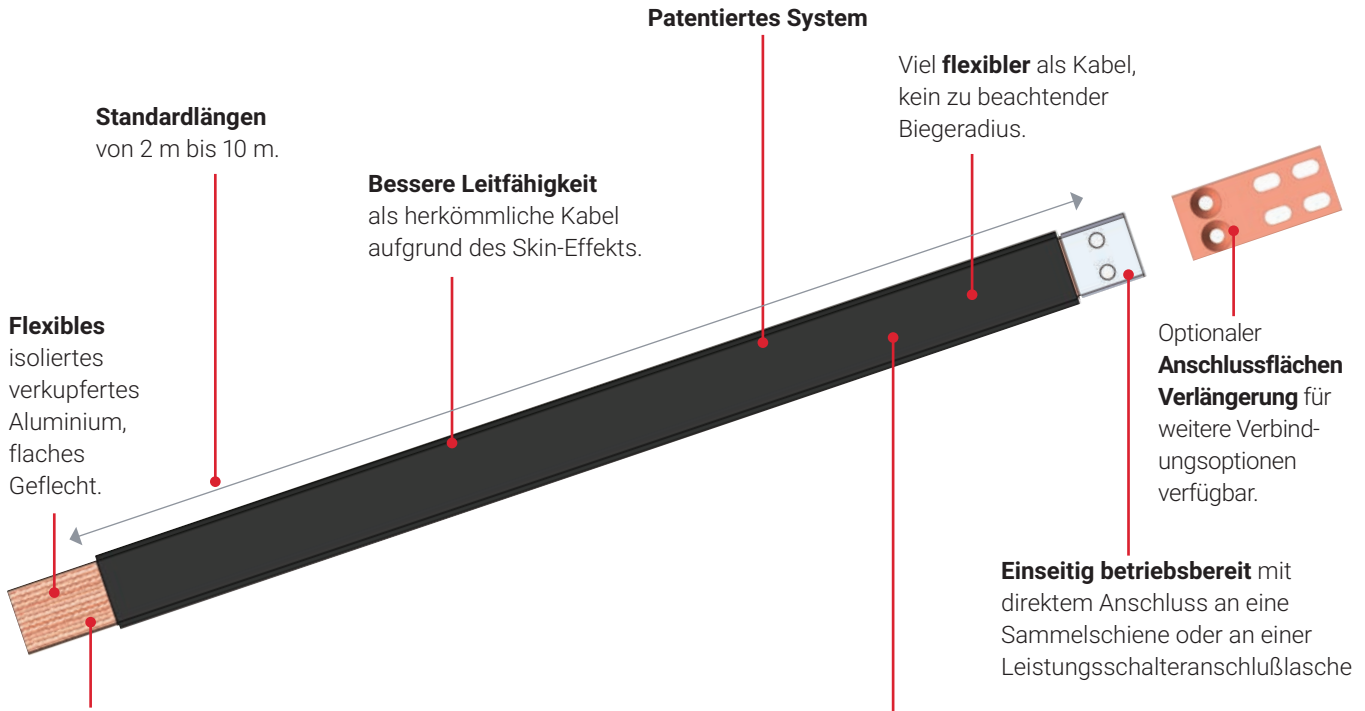 Patentiertes System
Viel flexibler als Kabel,
kein zu beachtender
Biegeradius.
Standardlängen
von 2 m bis 10 m.
Bessere Leitfähigkeit
als herkömmliche Kabel
aufgrund des Skin-Effekts.
Flexibles
isoliertes
verkupfertes
Aluminium,
flaches
Geflecht.
Optionaler
Anschlussflächen
Verlängerung für
weitere Verbind-
ungsoptionen
verfügbar.
Einseitig betriebsbereit mit
direktem Anschluss an eine
Sammelschiene oder an einer
Leistungsschalteranschlußlasche